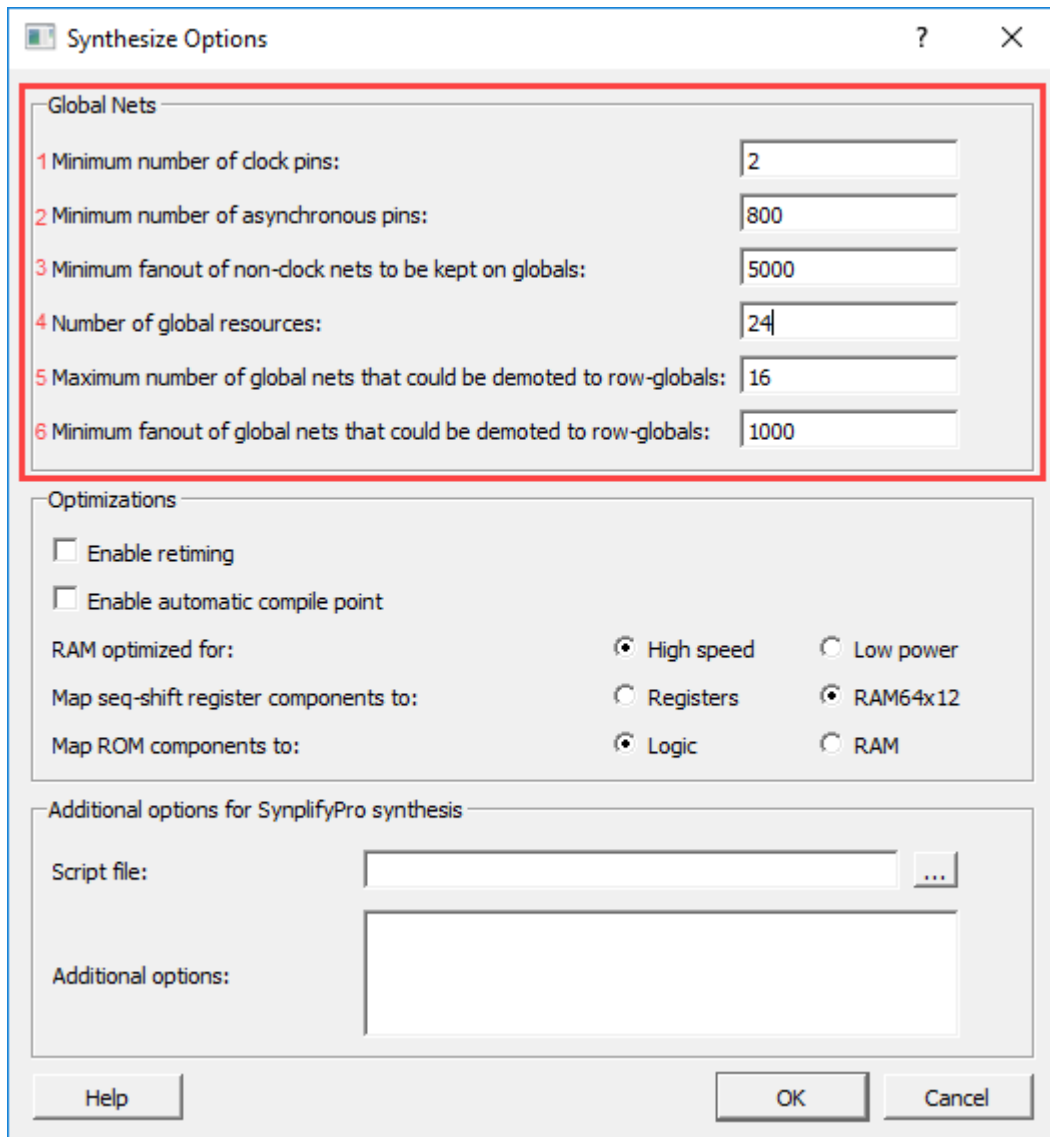 Synthesize Options ?
Global Nets
1 Minimum number of clock pins: 2
2 Minimum number of asynchronous pins: 800
3 Minimum fanout of non-clock nets to be kept on globals: 5000
4 Number of global resources: 24
5 Maximum number of global nets that could be demoted to row-globals: 16
6 Minimum fanout of global nets that could be demoted to row-globals: 1000
Optimizations
Enable retiming
Enable automatic compile point
RAM optimized for: High speed Low power
Map seq-shift register components to: Registers RAM64x12
Map ROM components to: Logic RAM
Additional options for SynplifyPro synthesis
Script file: ...
Additional options:
Help OK Cancel